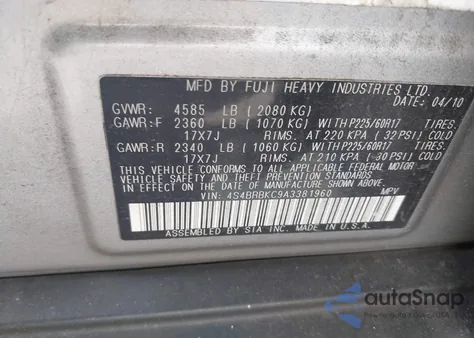 MFD BY FUJI HEAVY INDUSTRIES LTD.
DATE: 04/10
GVWR: 4585 LB (2080 KG)
GAWR:F 2360 LB (1070 KG) WITH P225/60R17
17X7J RIMS. AT 220 KPA (32 PSI) COLD
GAWR:R 2340 LB (1060 KG) WITH P225/60R17
17X7J RIMS. AT 210 KPA (30 PSI) COLD
THIS VEHICLE CONFORMS TO ALL APPLICABLE
FEDERAL MOTOR VEHICLE
SAFETY AND THEFT PREVENTION STANDARDS
IN EFFECT ON THE DATE OF MANUFACTURE SHOWN ABOVE.
VIN: 4S4BRBKC9A3381960 MPV
ASSEMBLED BY SIA INC. MADE IN U.S.A.
autoSnap